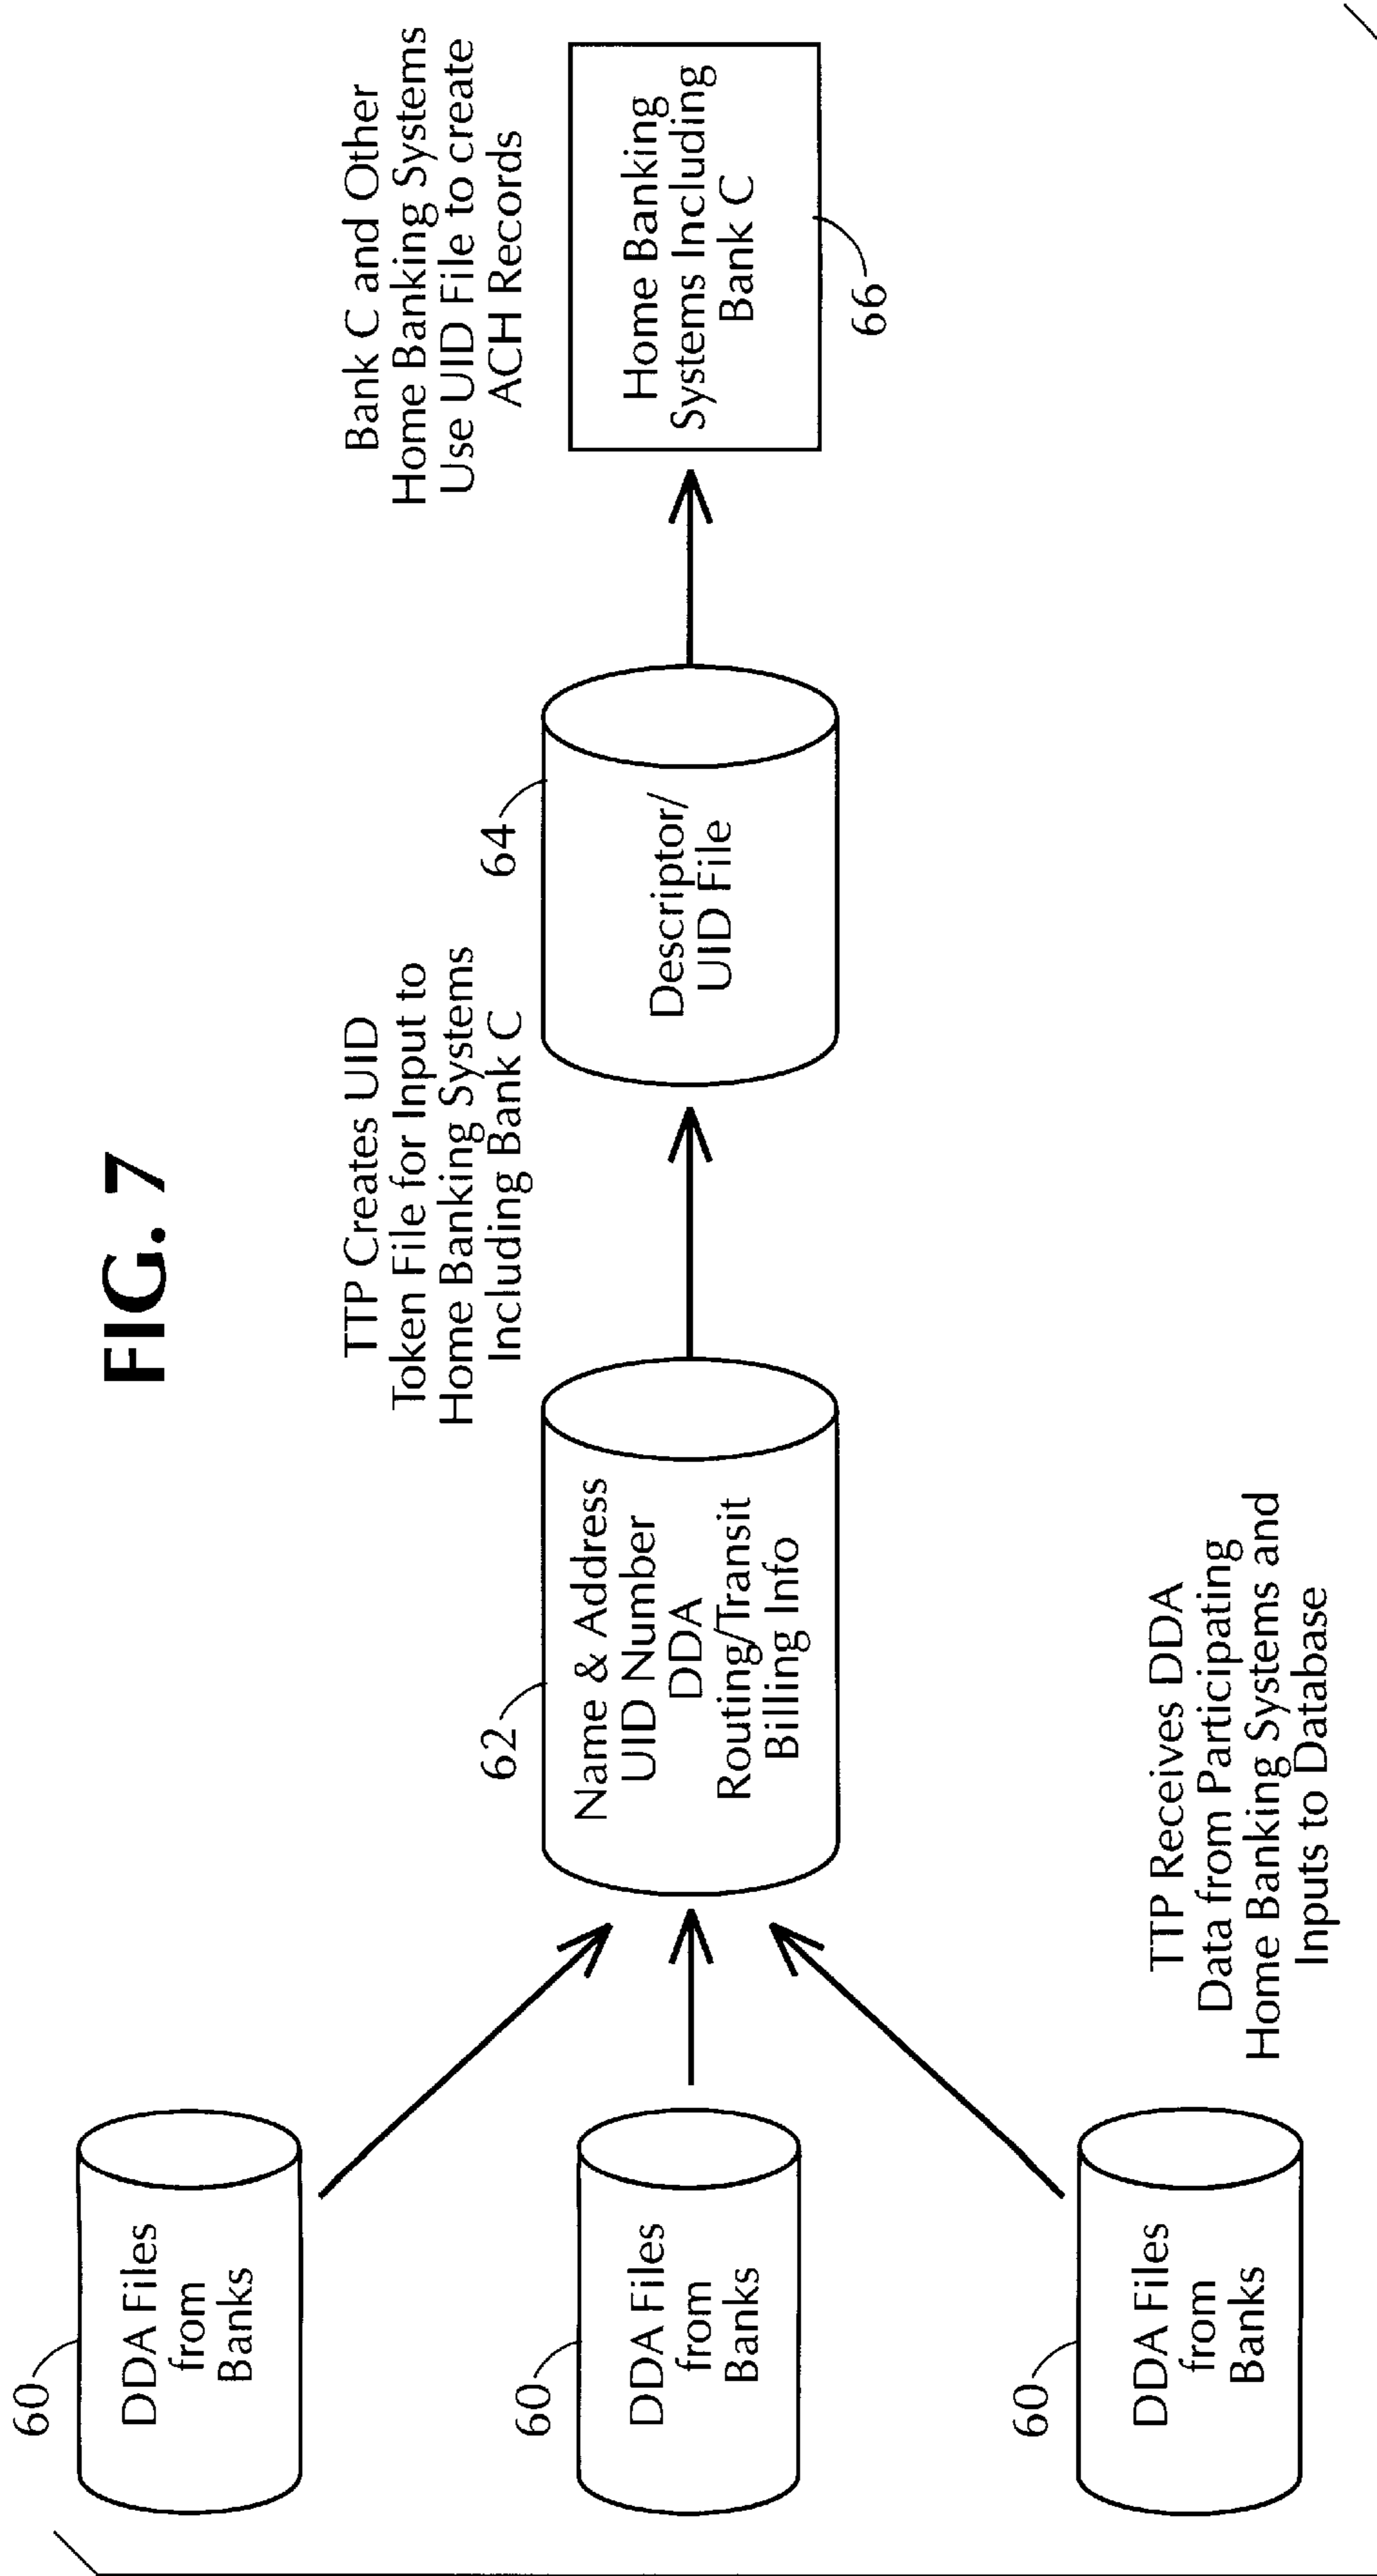 FIG. 7
60
DDA Files
from
Banks
60
DDA Files
from
Banks
60
DDA Files
from
Banks
TTP Receives DDA
Data from Participating
Home Banking Systems and
Inputs to Database
62
Name & Address
UID Number
DDA
Routing/Transit
Billing Info
TTP Creates UID
Token File for Input to
Home Banking Systems
Including Bank C
64
Descriptor/
UID File
Bank C and Other
Home Banking Systems
Use UID File to create
ACH Records
Home Banking
Systems Including
Bank C
66